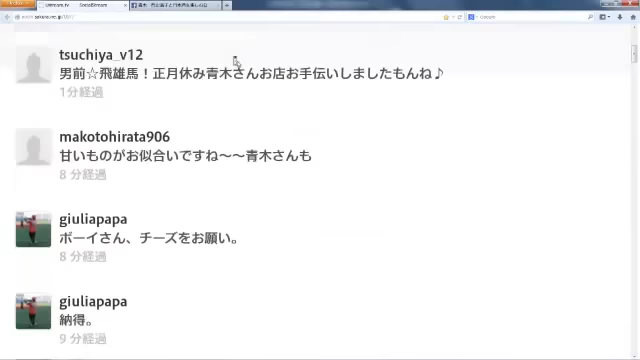 Ustream.tv
SocialStream
Google
tsuchiya_v12
男前☆飛雄馬！正月休み青木さんお店お手伝いしましたもんね♪
1分経過
makotohirata906
甘いものがお似合いですね～～青木さんも
8 分経過
giuliapapa
ボーイさん、チーズをお願い。
8 分経過
giuliapapa
納得。
9 分経過